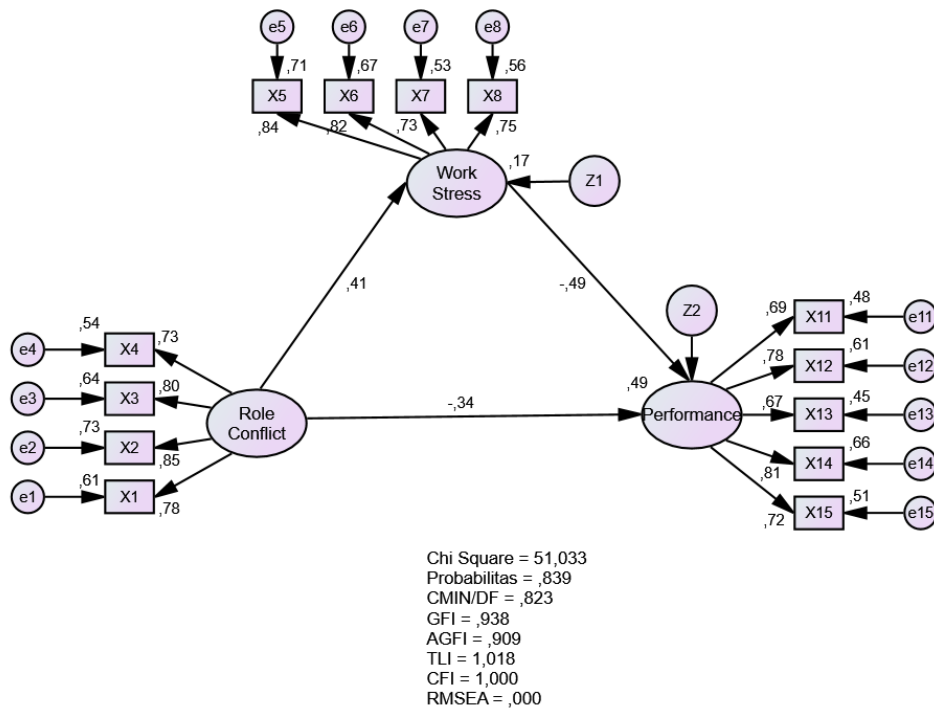 e5 e6 e7 e8
,71 ,67 ,53 ,56
X5 X6 X7 X8
,84 ,82 ,73 ,75
Work
Stress
,17
Z1
,41
-,49
Z2
,54 ,73
e4 X4
,64 ,80
e3 X3
,73 ,85
e2 X2
,61 ,78
e1 X1
Role
Conflict
-,34
,49
Performance
,69 ,48
X11 e11
,78 ,61
X12 e12
,67 ,45
X13 e13
,66
,81 X14 e14
,51
,72 X15 e15
Chi Square = 51,033
Probabilitas = ,839
CMIN/DF = ,823
GFI = ,938
AGFI = ,909
TLI = 1,018
CFI = 1,000
RMSEA = ,000